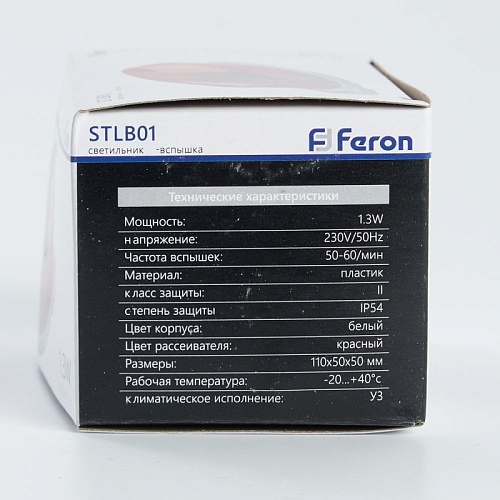 STLB01
светильник -вспышка
Feron
Технические характеристики
Мощность: 1.3W
напряжение: 230V/50Hz
Частота вспышек: 50-60/мин
Материал: пластик
класс защиты: II
степень защиты IP54
Цвет корпуса: белый
Цвет рассеивателя: красный
Размеры: 110х50х50 мм
Рабочая температура: -20...+40°с
климатическое исполнение: У3